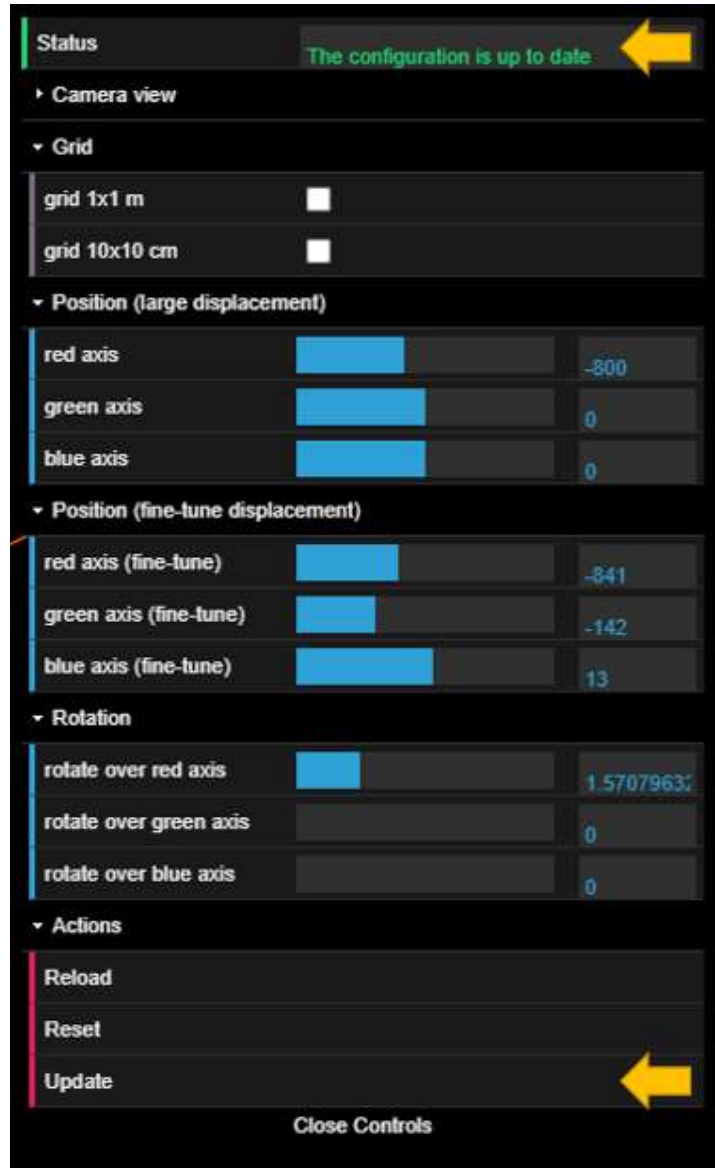 Status The configuration is up to date
Camera view
Grid
grid 1x1 m
grid 10x10 cm
Position (large displacement)
red axis -800
green axis 0
blue axis 0
Position (fine-tune displacement)
red axis (fine-tune) -841
green axis (fine-tune) -142
blue axis (fine-tune) 13
Rotation
rotate over red axis 1.57079632
rotate over green axis 0
rotate over blue axis 0
Actions
Reload
Reset
Update
Close Controls